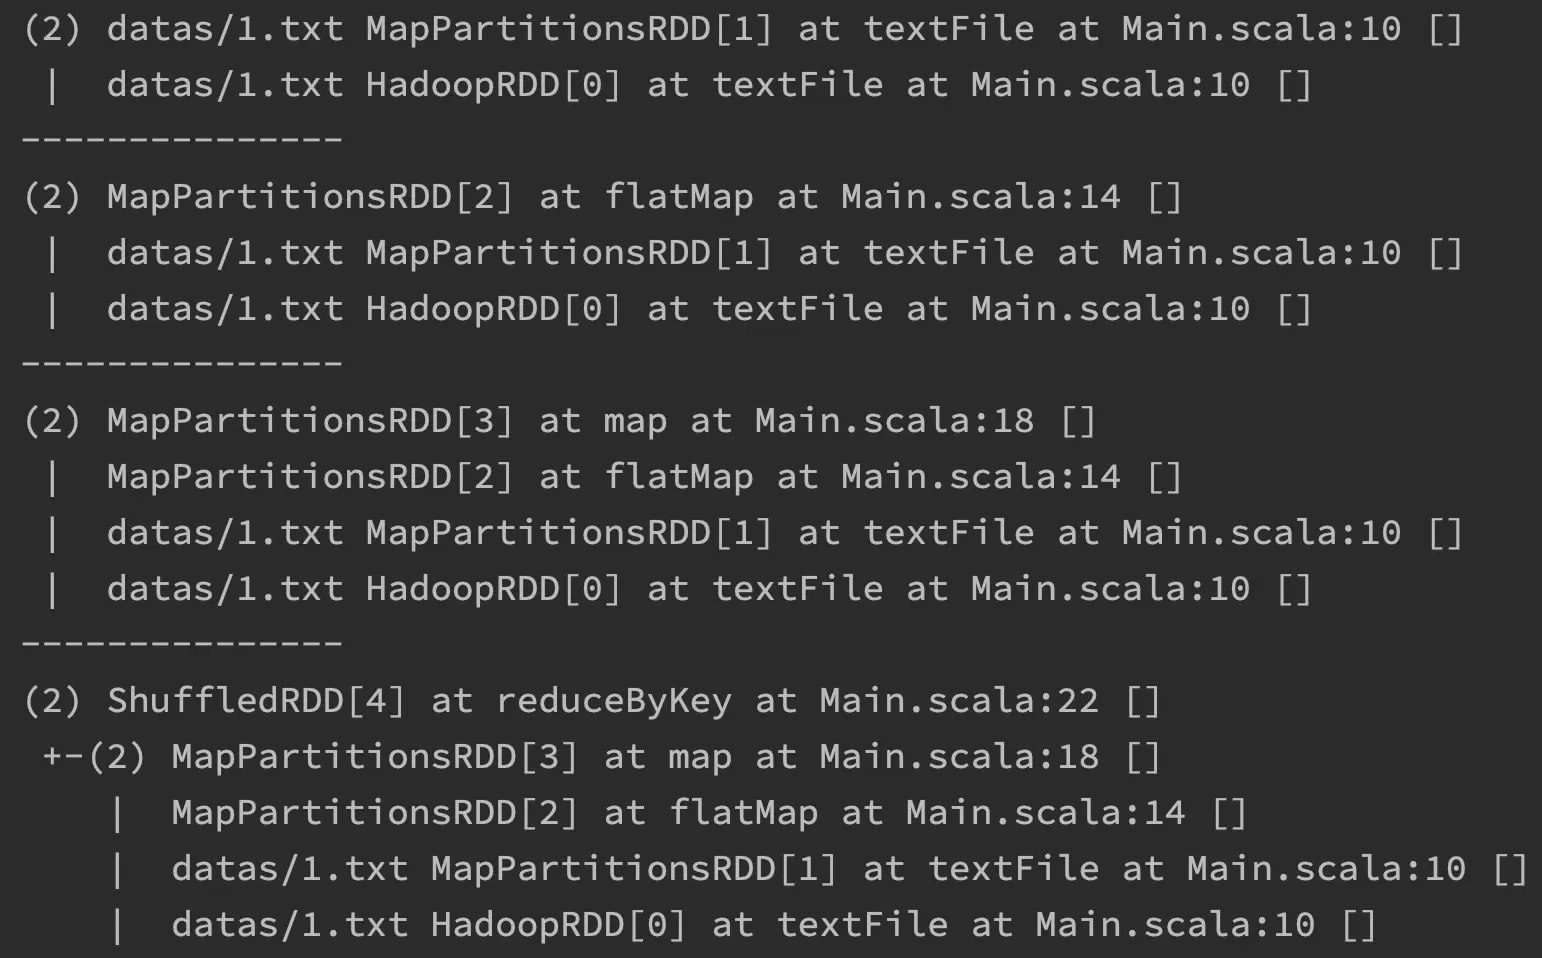 (2) datas/1.txt MapPartitionsRDD[1] at textFile at Main.scala:10 []
 |  datas/1.txt HadoopRDD[0] at textFile at Main.scala:10 []
---------------
(2) MapPartitionsRDD[2] at flatMap at Main.scala:14 []
 |  datas/1.txt MapPartitionsRDD[1] at textFile at Main.scala:10 []
 |  datas/1.txt HadoopRDD[0] at textFile at Main.scala:10 []
---------------
(2) MapPartitionsRDD[3] at map at Main.scala:18 []
 |  MapPartitionsRDD[2] at flatMap at Main.scala:14 []
 |  datas/1.txt MapPartitionsRDD[1] at textFile at Main.scala:10 []
 |  datas/1.txt HadoopRDD[0] at textFile at Main.scala:10 []
---------------
(2) ShuffledRDD[4] at reduceByKey at Main.scala:22 []
 +-(2) MapPartitionsRDD[3] at map at Main.scala:18 []
    |  MapPartitionsRDD[2] at flatMap at Main.scala:14 []
    |  datas/1.txt MapPartitionsRDD[1] at textFile at Main.scala:10 []
    |  datas/1.txt HadoopRDD[0] at textFile at Main.scala:10 []